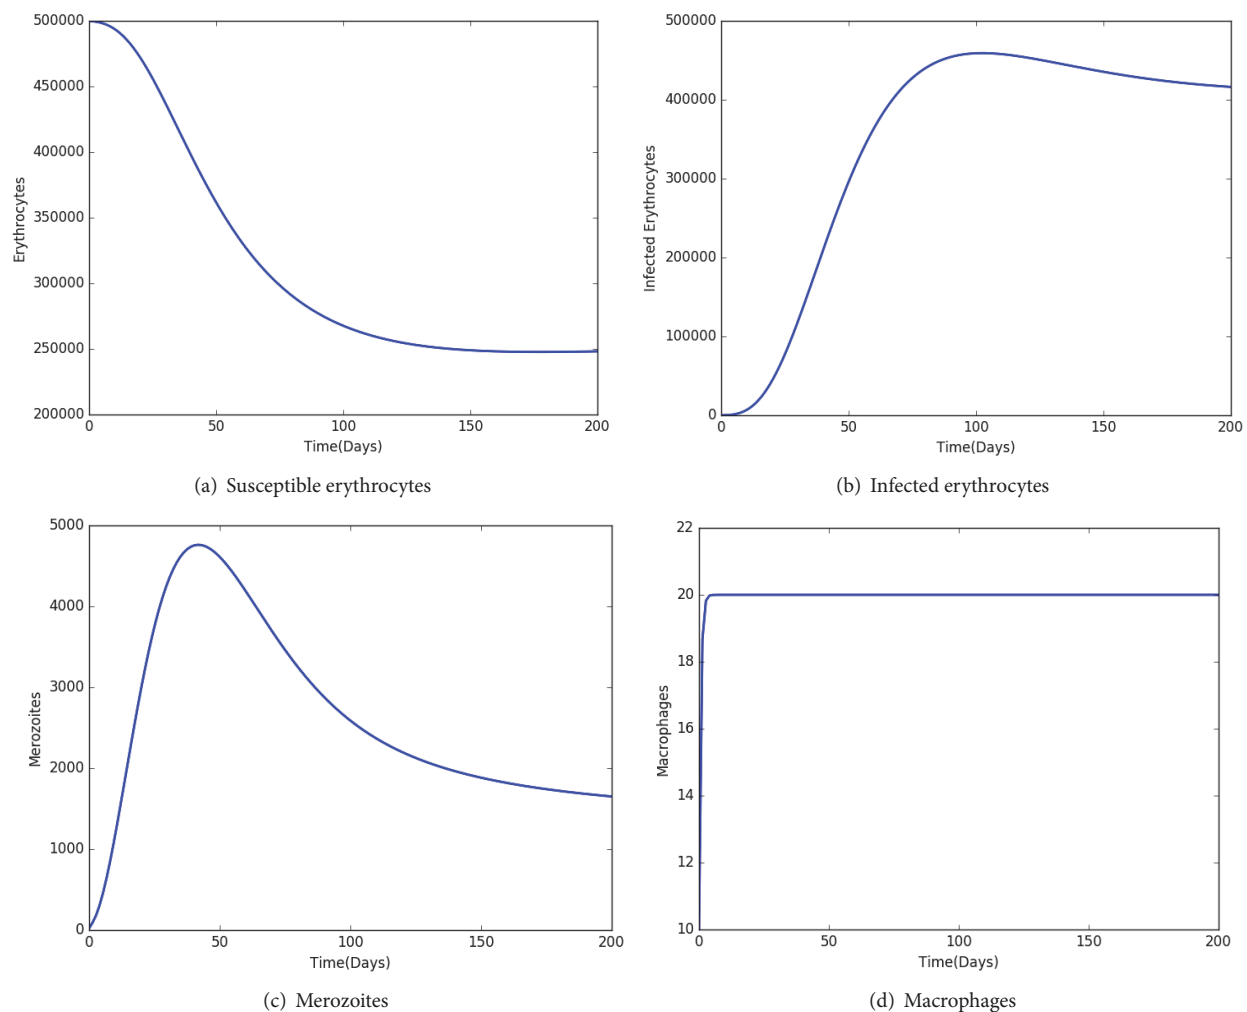 500000
450000
400000
350000
300000
250000
200000
Erythrocytes
0 50 100 150 200
Time(Days)
(a) Susceptible erythrocytes
500000
400000
300000
200000
100000
0
Infected Erythrocytes
0 50 100 150 200
Time(Days)
(b) Infected erythrocytes
5000
4000
3000
2000
1000
0
Merozoites
0 50 100 150 200
Time(Days)
(c) Merozoites
22
20
18
16
14
12
10
Macrophages
0 50 100 150 200
Time(Days)
(d) Macrophages